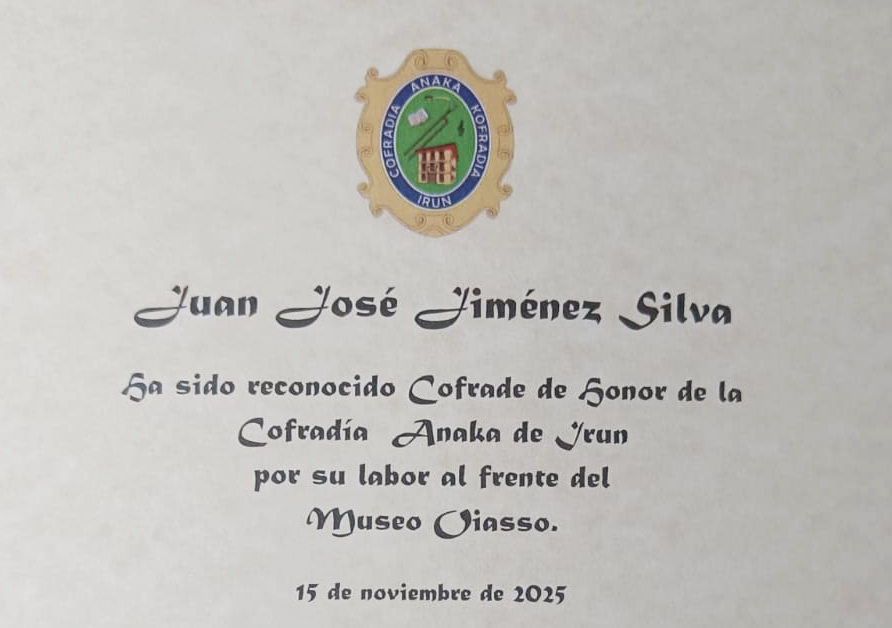 COFRADIA ANAKA KOFRADIA
IRUN
Juan José Jiménez Silva
Ha sido reconocido Cofrade de Honor de la
Cofradía Anaka de Irun
por su labor al frente del
Museo Oiasso.
15 de noviembre de 2025